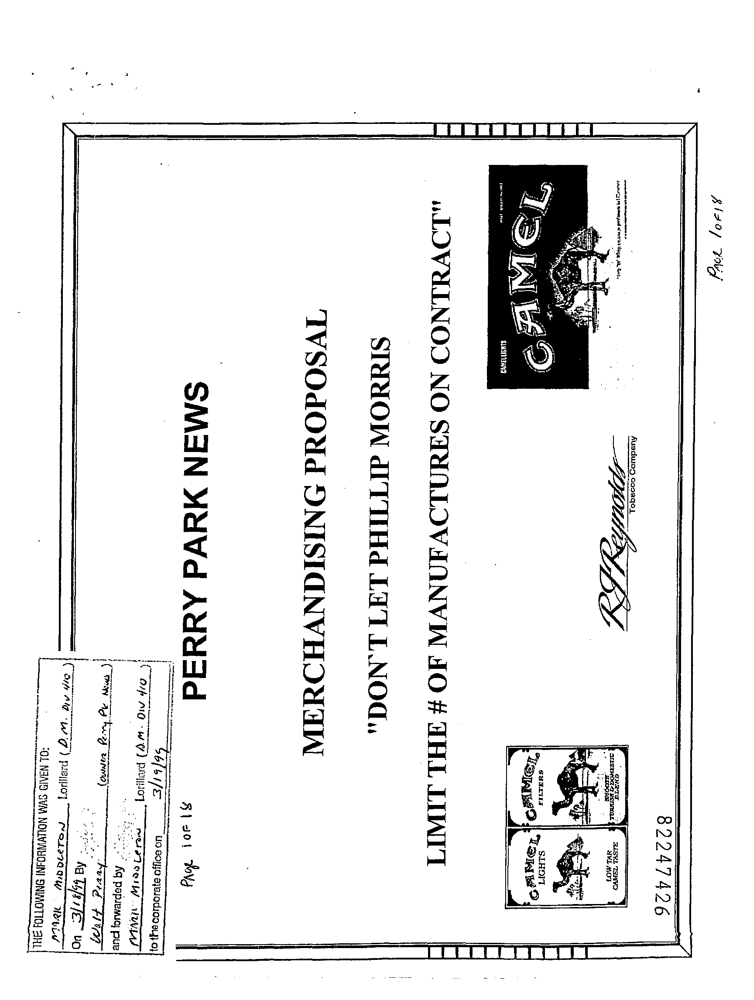 THE FOLLOWING INFORMATION WAS GIVEN TO:
MARK MIDDLETON Lorillard (D.M. DIV 410)
On 3/18/99 By
Walt Perry (owner Perry Pk News)
and forwarded by
MARK MIDDLETON Lorillard (D.M. DIV 410)
to the corporate office on 3/19/99
Page 1 OF 18
PERRY PARK NEWS
MERCHANDISING PROPOSAL
"DON`T LET PHILLIP MORRIS
LIMIT THE # OF MANUFACTURES ON CONTRACT"
CAMEL
LIGHTS
LOW TAR
CAMEL TASTE
CAMEL
FILTERS
SMOOTH
TURKISH & DOMESTIC
BLEND
RJReynolds
Tobacco Company
CAMEL LIGHTS
CAMEL
82247426
Page 1 OF 18